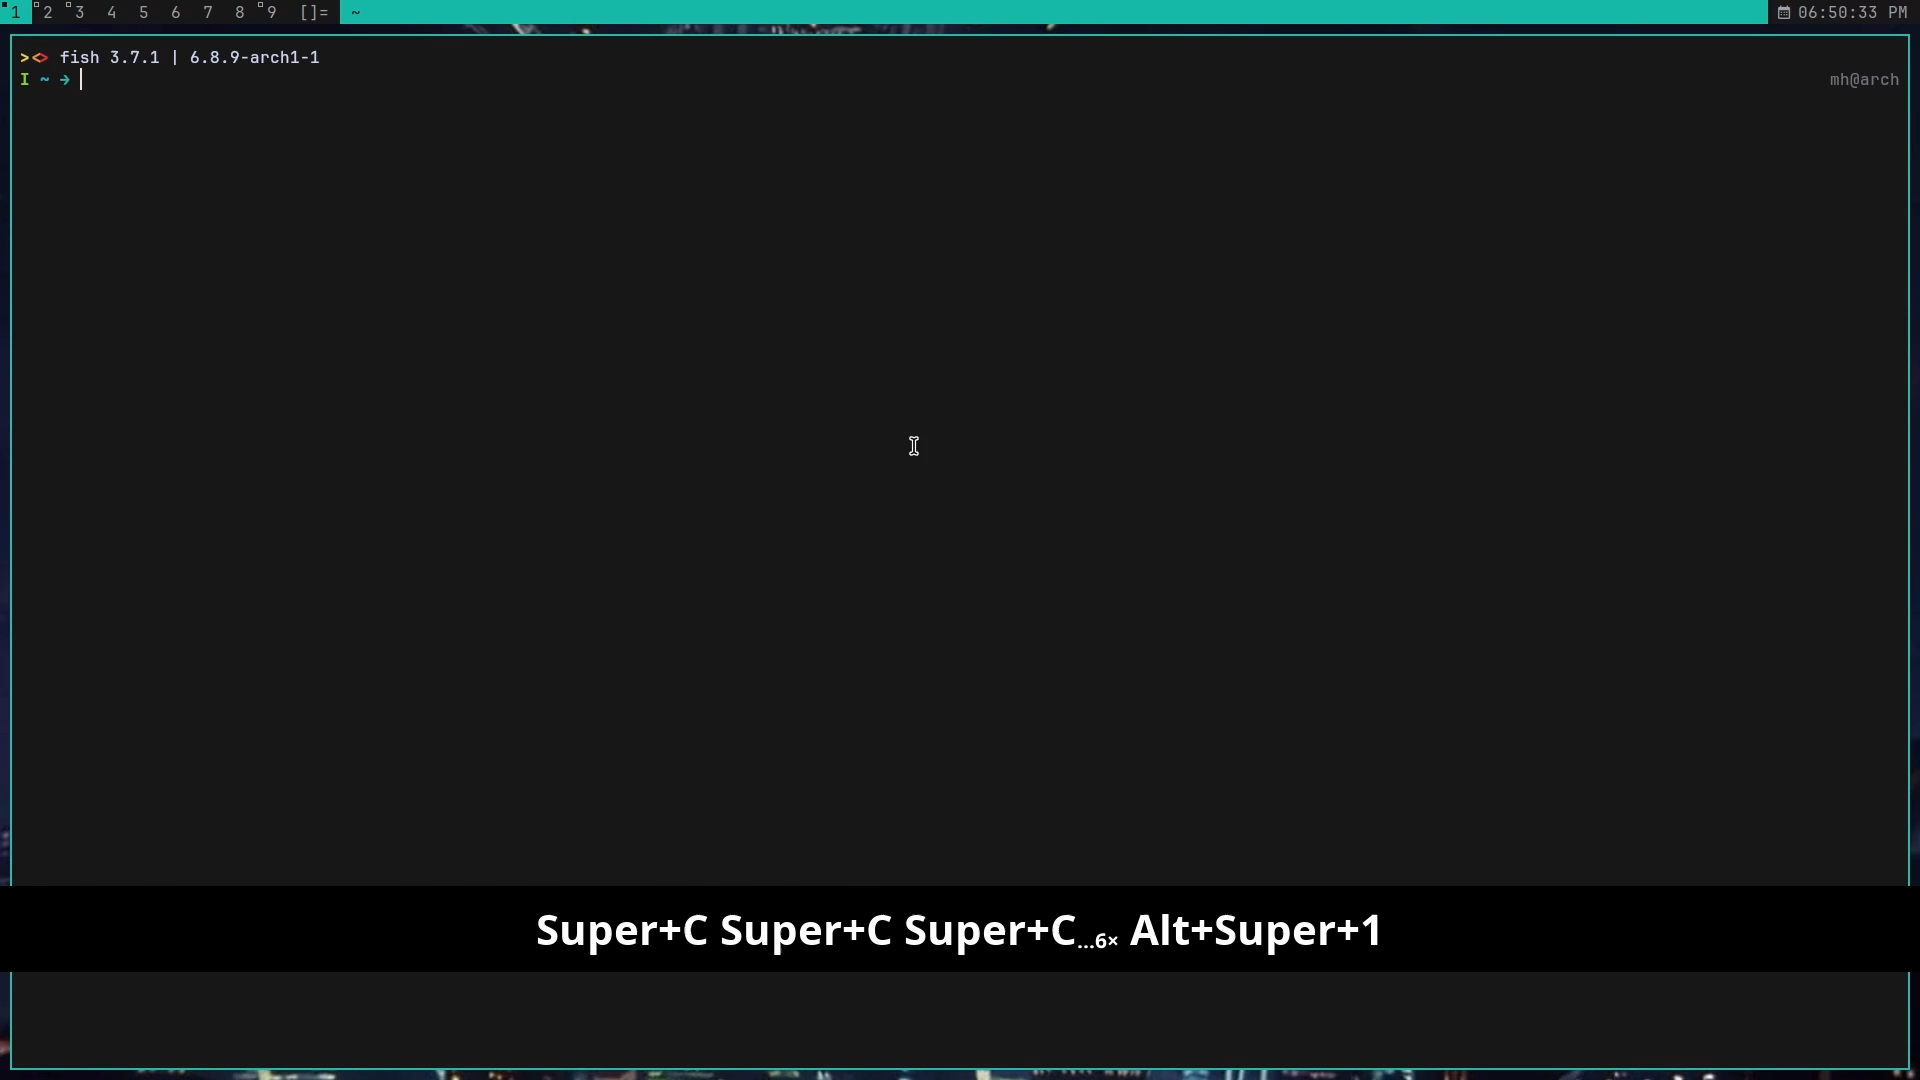 1 2 3 4 5 6 7 8 9 []= ~ 06:50:33 PM
><> fish 3.7.1 | 6.8.9-arch1-1
I ~ → mh@arch
Super+C Super+C Super+C...6× Alt+Super+1